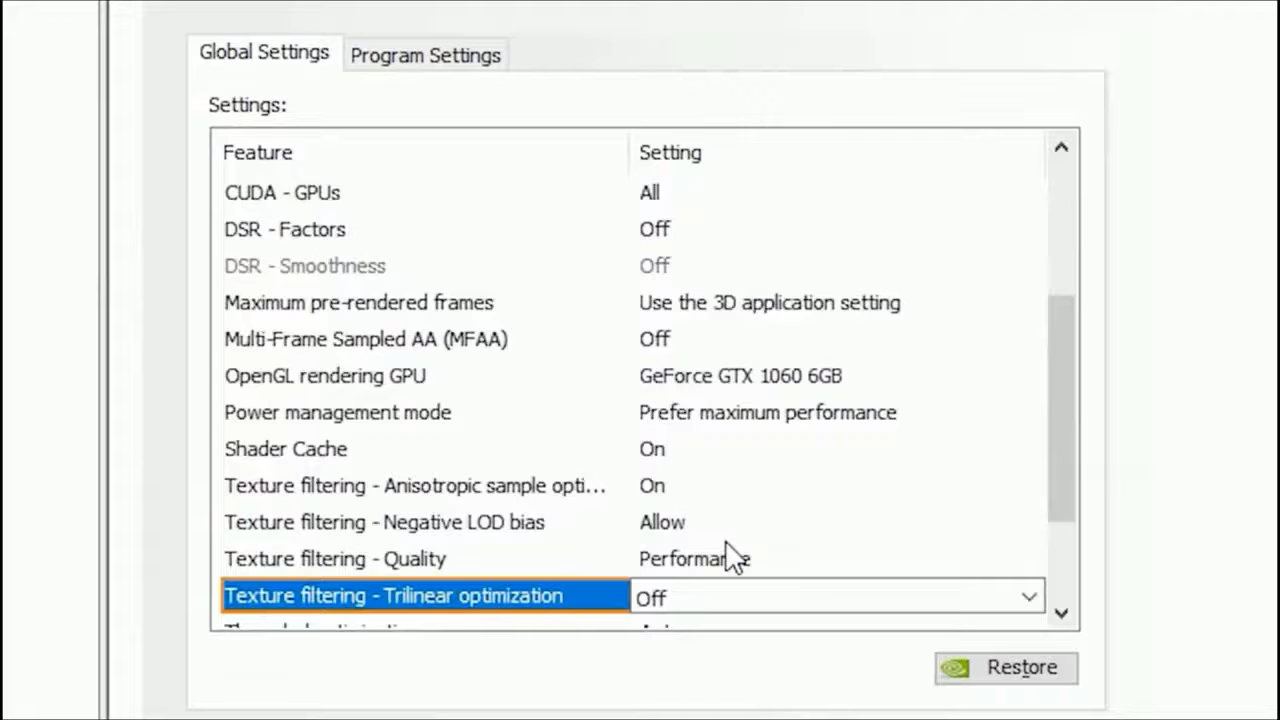 Global Settings
Program Settings
Settings:
Feature Setting
CUDA - GPUs All
DSR - Factors Off
DSR - Smoothness Off
Maximum pre-rendered frames Use the 3D application setting
Multi-Frame Sampled AA (MFAA) Off
OpenGL rendering GPU GeForce GTX 1060 6GB
Power management mode Prefer maximum performance
Shader Cache On
Texture filtering - Anisotropic sample opti... On
Texture filtering - Negative LOD bias Allow
Texture filtering - Quality Performance
Texture filtering - Trilinear optimization Off
Restore